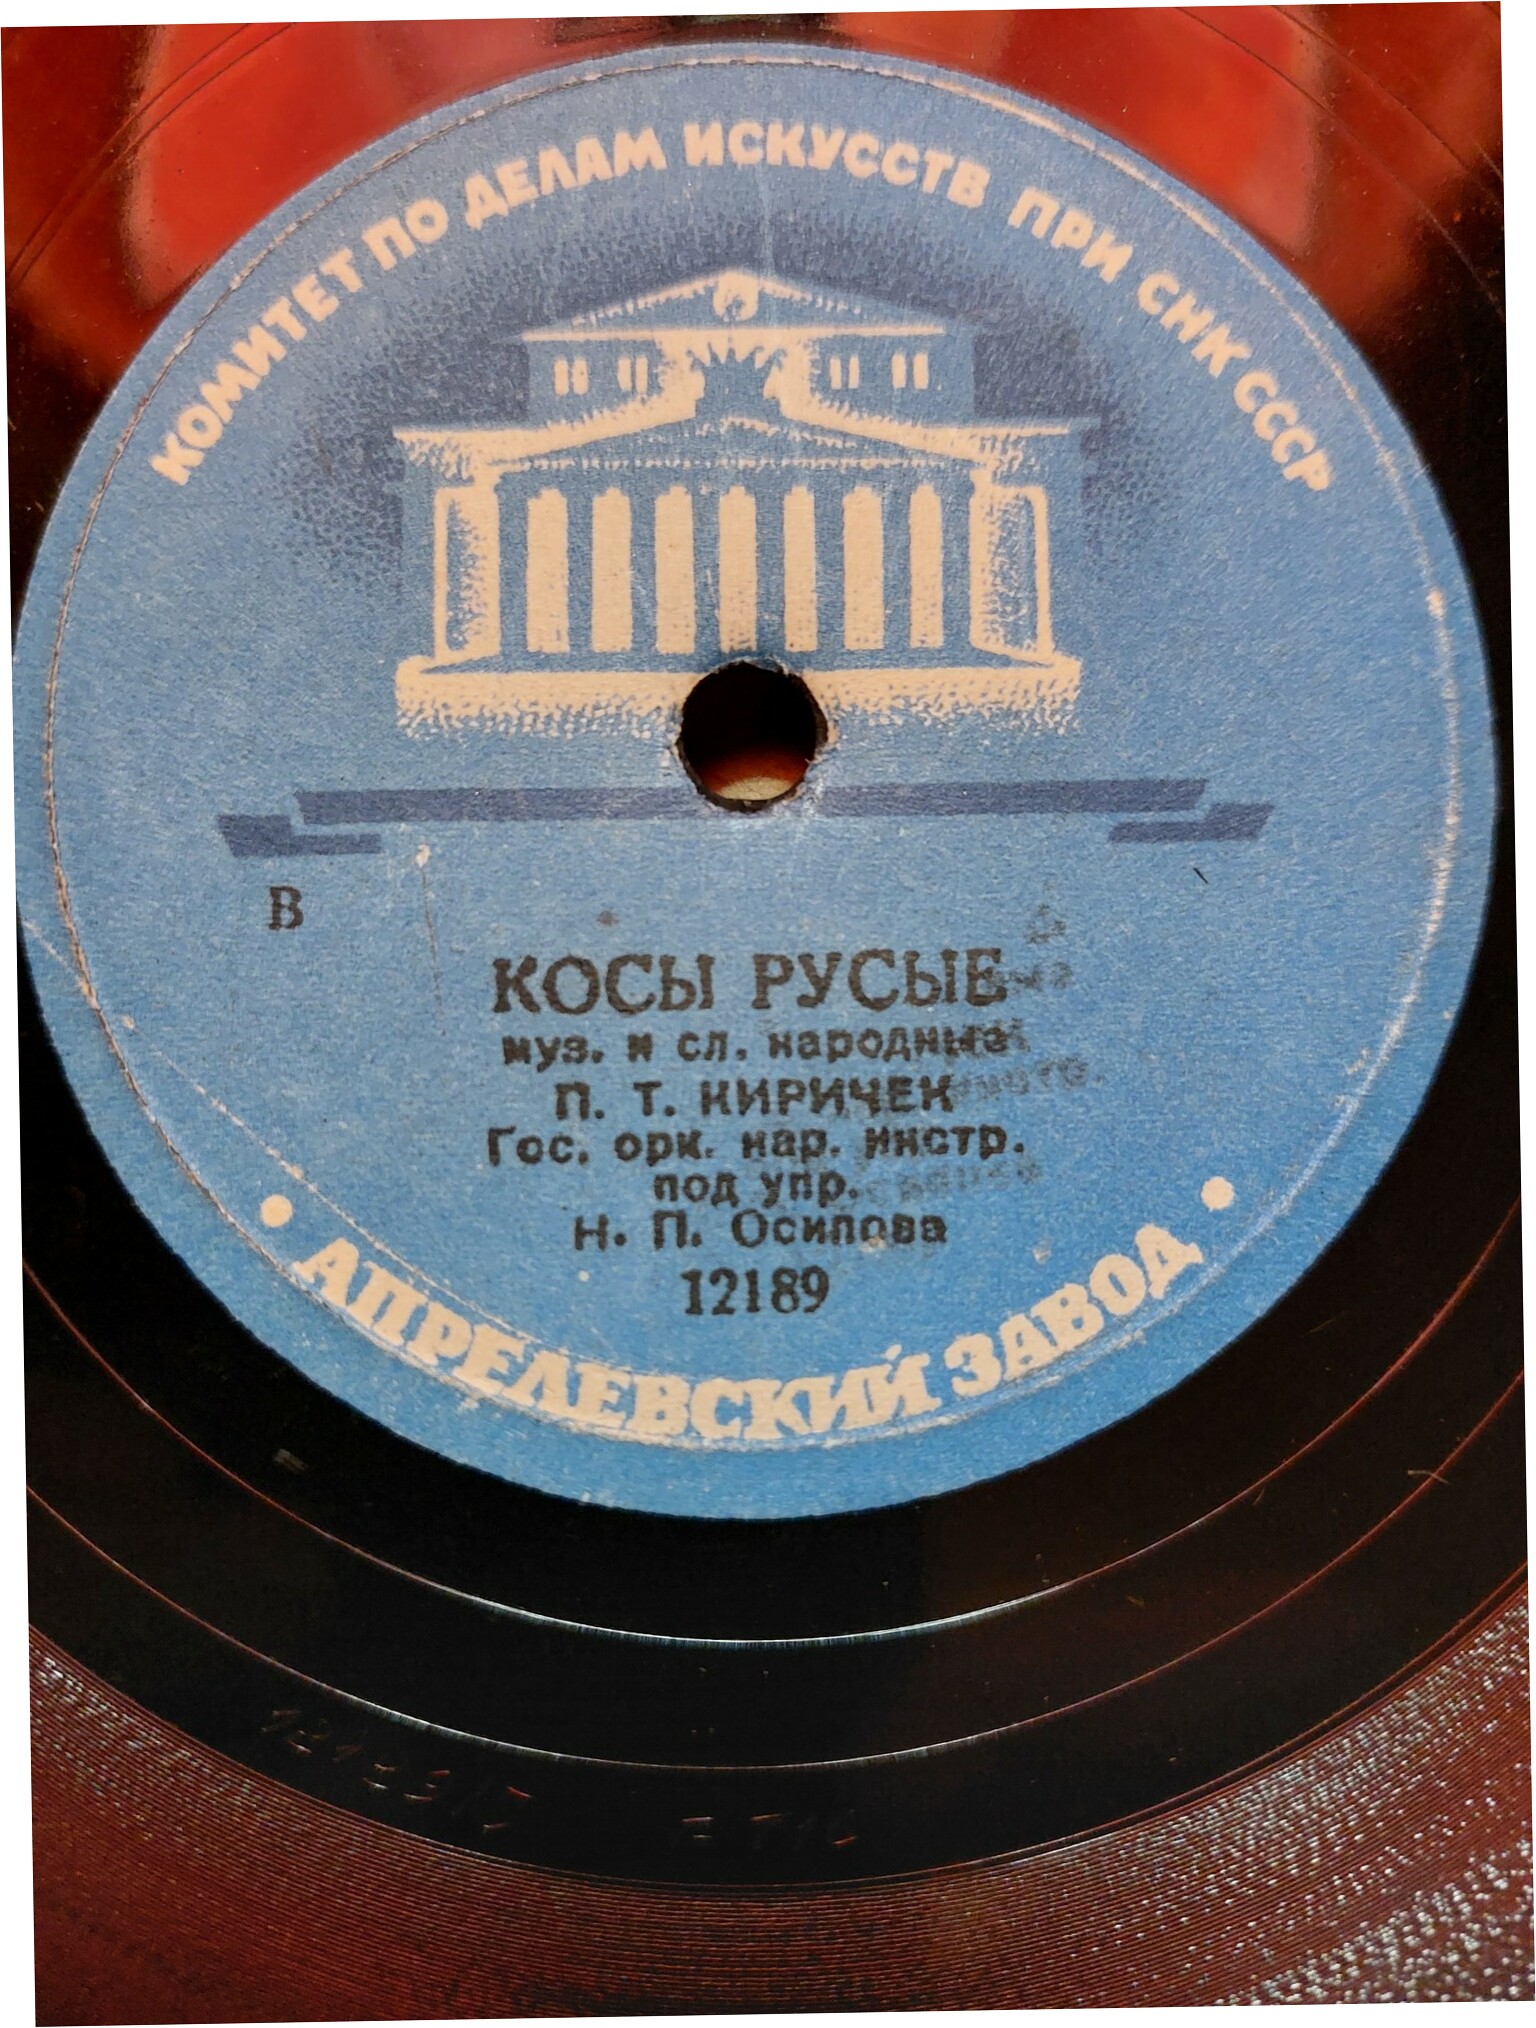 КОМИТЕТ ПО ДЕЛАМ ИСКУССТВ ПРИ СНК СССР
В
КОСЫ РУСЫЕ
муз. и сл. народные
П. Т. КИРИЧЕК
Гос. орк. нар. инстр.
под упр.
Н. П. Осипова
12189
АПРЕЛЕВСКИЙ ЗАВОД